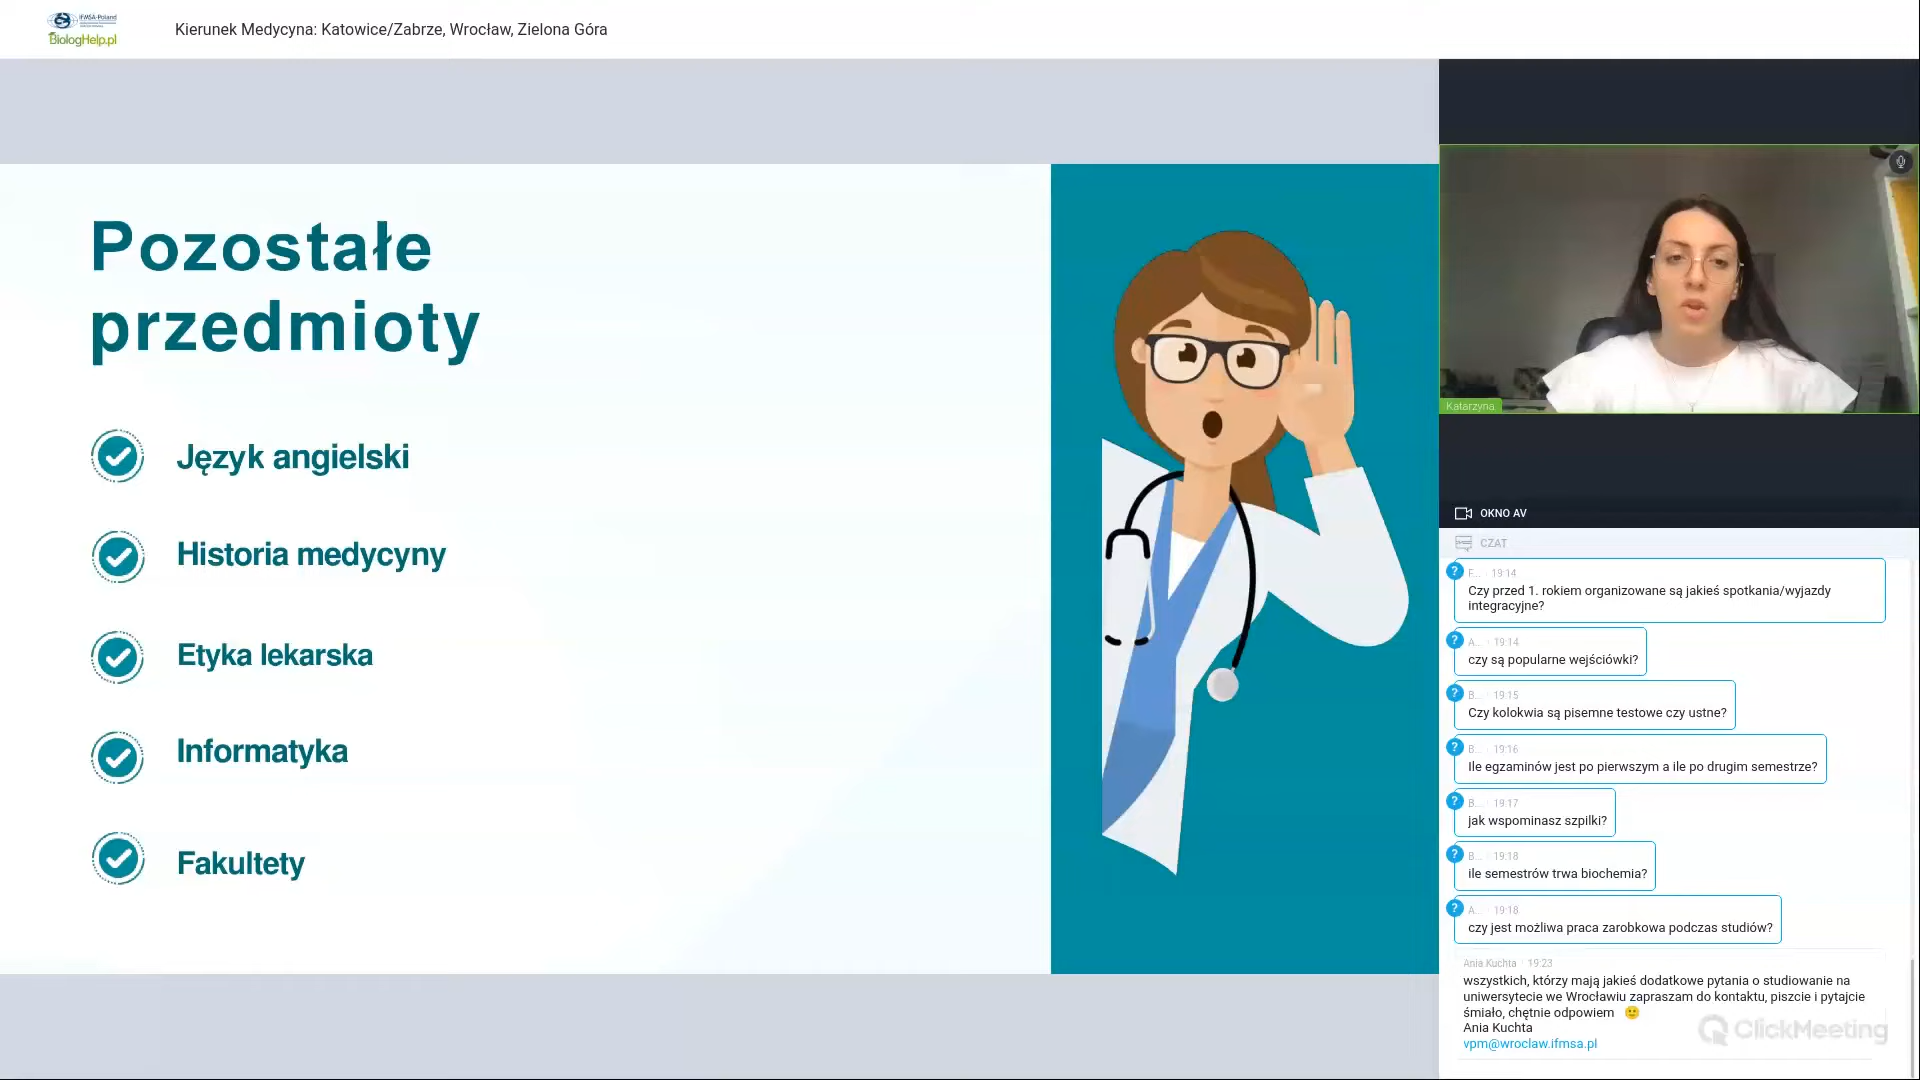 IFMSA-Poland
BiologHelp.pl
Kierunek Medycyna: Katowice/Zabrze, Wrocław, Zielona Góra
Pozostałe
przedmioty
Język angielski
Historia medycyny
Etyka lekarska
Informatyka
Fakultety
Katarzyna
OKNO AV
CZAT
F... · 19:14
Czy przed 1. rokiem organizowane są jakieś spotkania/wyjazdy
integracyjne?
A... · 19:14
czy są popularne wejściówki?
B... · 19:15
Czy kolokwia są pisemne testowe czy ustne?
B... · 19:16
Ile egzaminów jest po pierwszym a ile po drugim semestrze?
B... · 19:17
jak wspominasz szpilki?
B... · 19:18
ile semestrów trwa biochemia?
A... · 19:18
czy jest możliwa praca zarobkowa podczas studiów?
Ania Kuchta · 19:23
wszystkich, którzy mają jakieś dodatkowe pytania o studiowanie na
uniwersytecie we Wrocławiu zapraszam do kontaktu, piszcie i pytajcie
śmiało, chętnie odpowiem 🙂
Ania Kuchta
vpm@wroclaw.ifmsa.pl
ClickMeeting